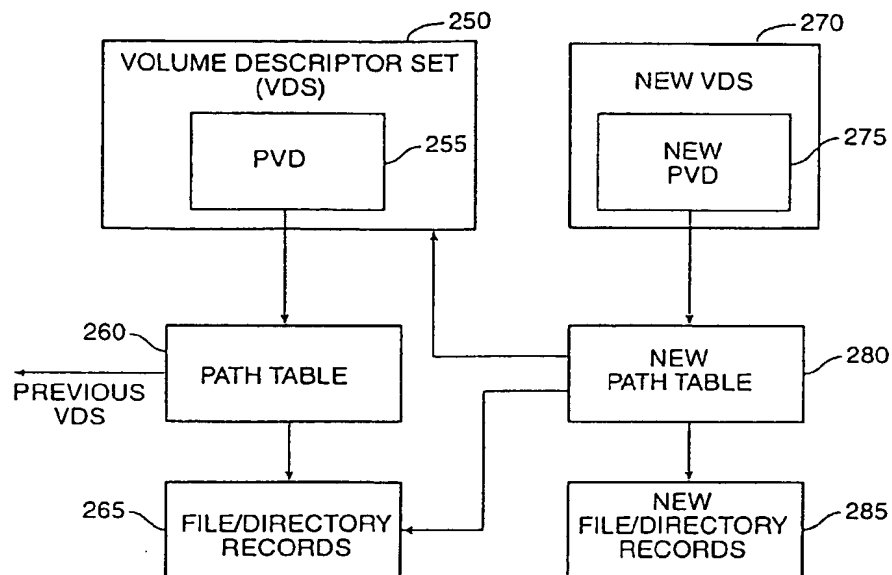 250
VOLUME DESCRIPTOR SET
(VDS)
PVD
255
270
NEW VDS
NEW
PVD
275
260
PATH TABLE
PREVIOUS
VDS
NEW
PATH TABLE
280
265
FILE/DIRECTORY
RECORDS
NEW
FILE/DIRECTORY
RECORDS
285